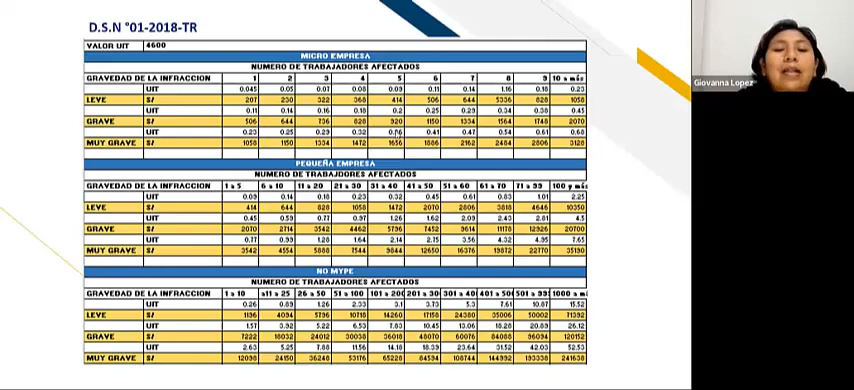 D.S.N °01-2018-TR
VALOR UIT 4600
MICRO EMPRESA
NUMERO DE TRABAJADORES AFECTADOS
GRAVEDAD DE LA INFRACCION 1 2 3 4 5 6 7 8 9 10 a más
UIT 0.045 0.05 0.07 0.08 0.09 0.11 0.14 1.16 0.18 0.23
LEVE S/ 207 230 322 368 414 506 644 5336 828 1058
UIT 0.11 0.14 0.16 0.18 0.2 0.25 0.29 0.34 0.38 0.45
GRAVE S/ 506 644 736 828 920 1150 1334 1564 1748 2070
UIT 0.23 0.25 0.29 0.32 0.41 0.47 0.54 0.61 0.68
MUY GRAVE S/ 1058 1150 1334 1472 1656 1886 2162 2484 2806 3128
PEQUEÑA EMPRESA
NUMERO DE TRABAJADORES AFECTADOS
GRAVEDAD DE LA INFRACCION 1 a 5 6 a 10 11 a 20 21 a 30 31 a 40 41 a 50 51 a 60 61 a 70 71 a 99 100 y más
UIT 0.09 0.14 0.18 0.23 0.32 0.45 0.61 0.83 1.01 2.25
LEVE S/ 414 644 828 1058 1472 2070 2806 3818 4646 10350
UIT 0.45 0.59 0.77 0.97 1.26 1.62 2.09 2.43 2.81 4.5
GRAVE S/ 2070 2714 3542 4462 5796 7452 9614 11178 12926 20700
UIT 0.77 0.99 1.28 1.64 2.14 2.75 3.56 4.32 4.95 7.65
MUY GRAVE S/ 3542 4554 5888 7544 9844 12650 16376 19872 22770 35190
NO MYPE
NUMERO DE TRABAJADORES AFECTADOS
GRAVEDAD DE LA INFRACCION 1 a 10 a11 a 25 26 a 50 51 a 100 101 a 200 201 a 30 301 a 40 401 a 50 501 a 99 1000 a m
UIT 0.26 0.89 1.26 2.33 3.1 3.73 5.3 7.61 10.87 15.52
LEVE S/ 1196 4094 5796 10718 14260 17158 24380 35006 50002 71392
UIT 1.57 3.92 5.22 6.53 7.83 10.45 13.06 18.28 20.89 26.12
GRAVE S/ 7222 18032 24012 30038 36018 48070 60076 84088 96094 120152
UIT 2.63 5.25 7.88 11.56 14.18 18.39 23.64 31.52 42.03 52.53
MUY GRAVE S/ 12098 24150 36248 53176 65228 84594 108744 144992 193338 241638
Giovanna Lopez